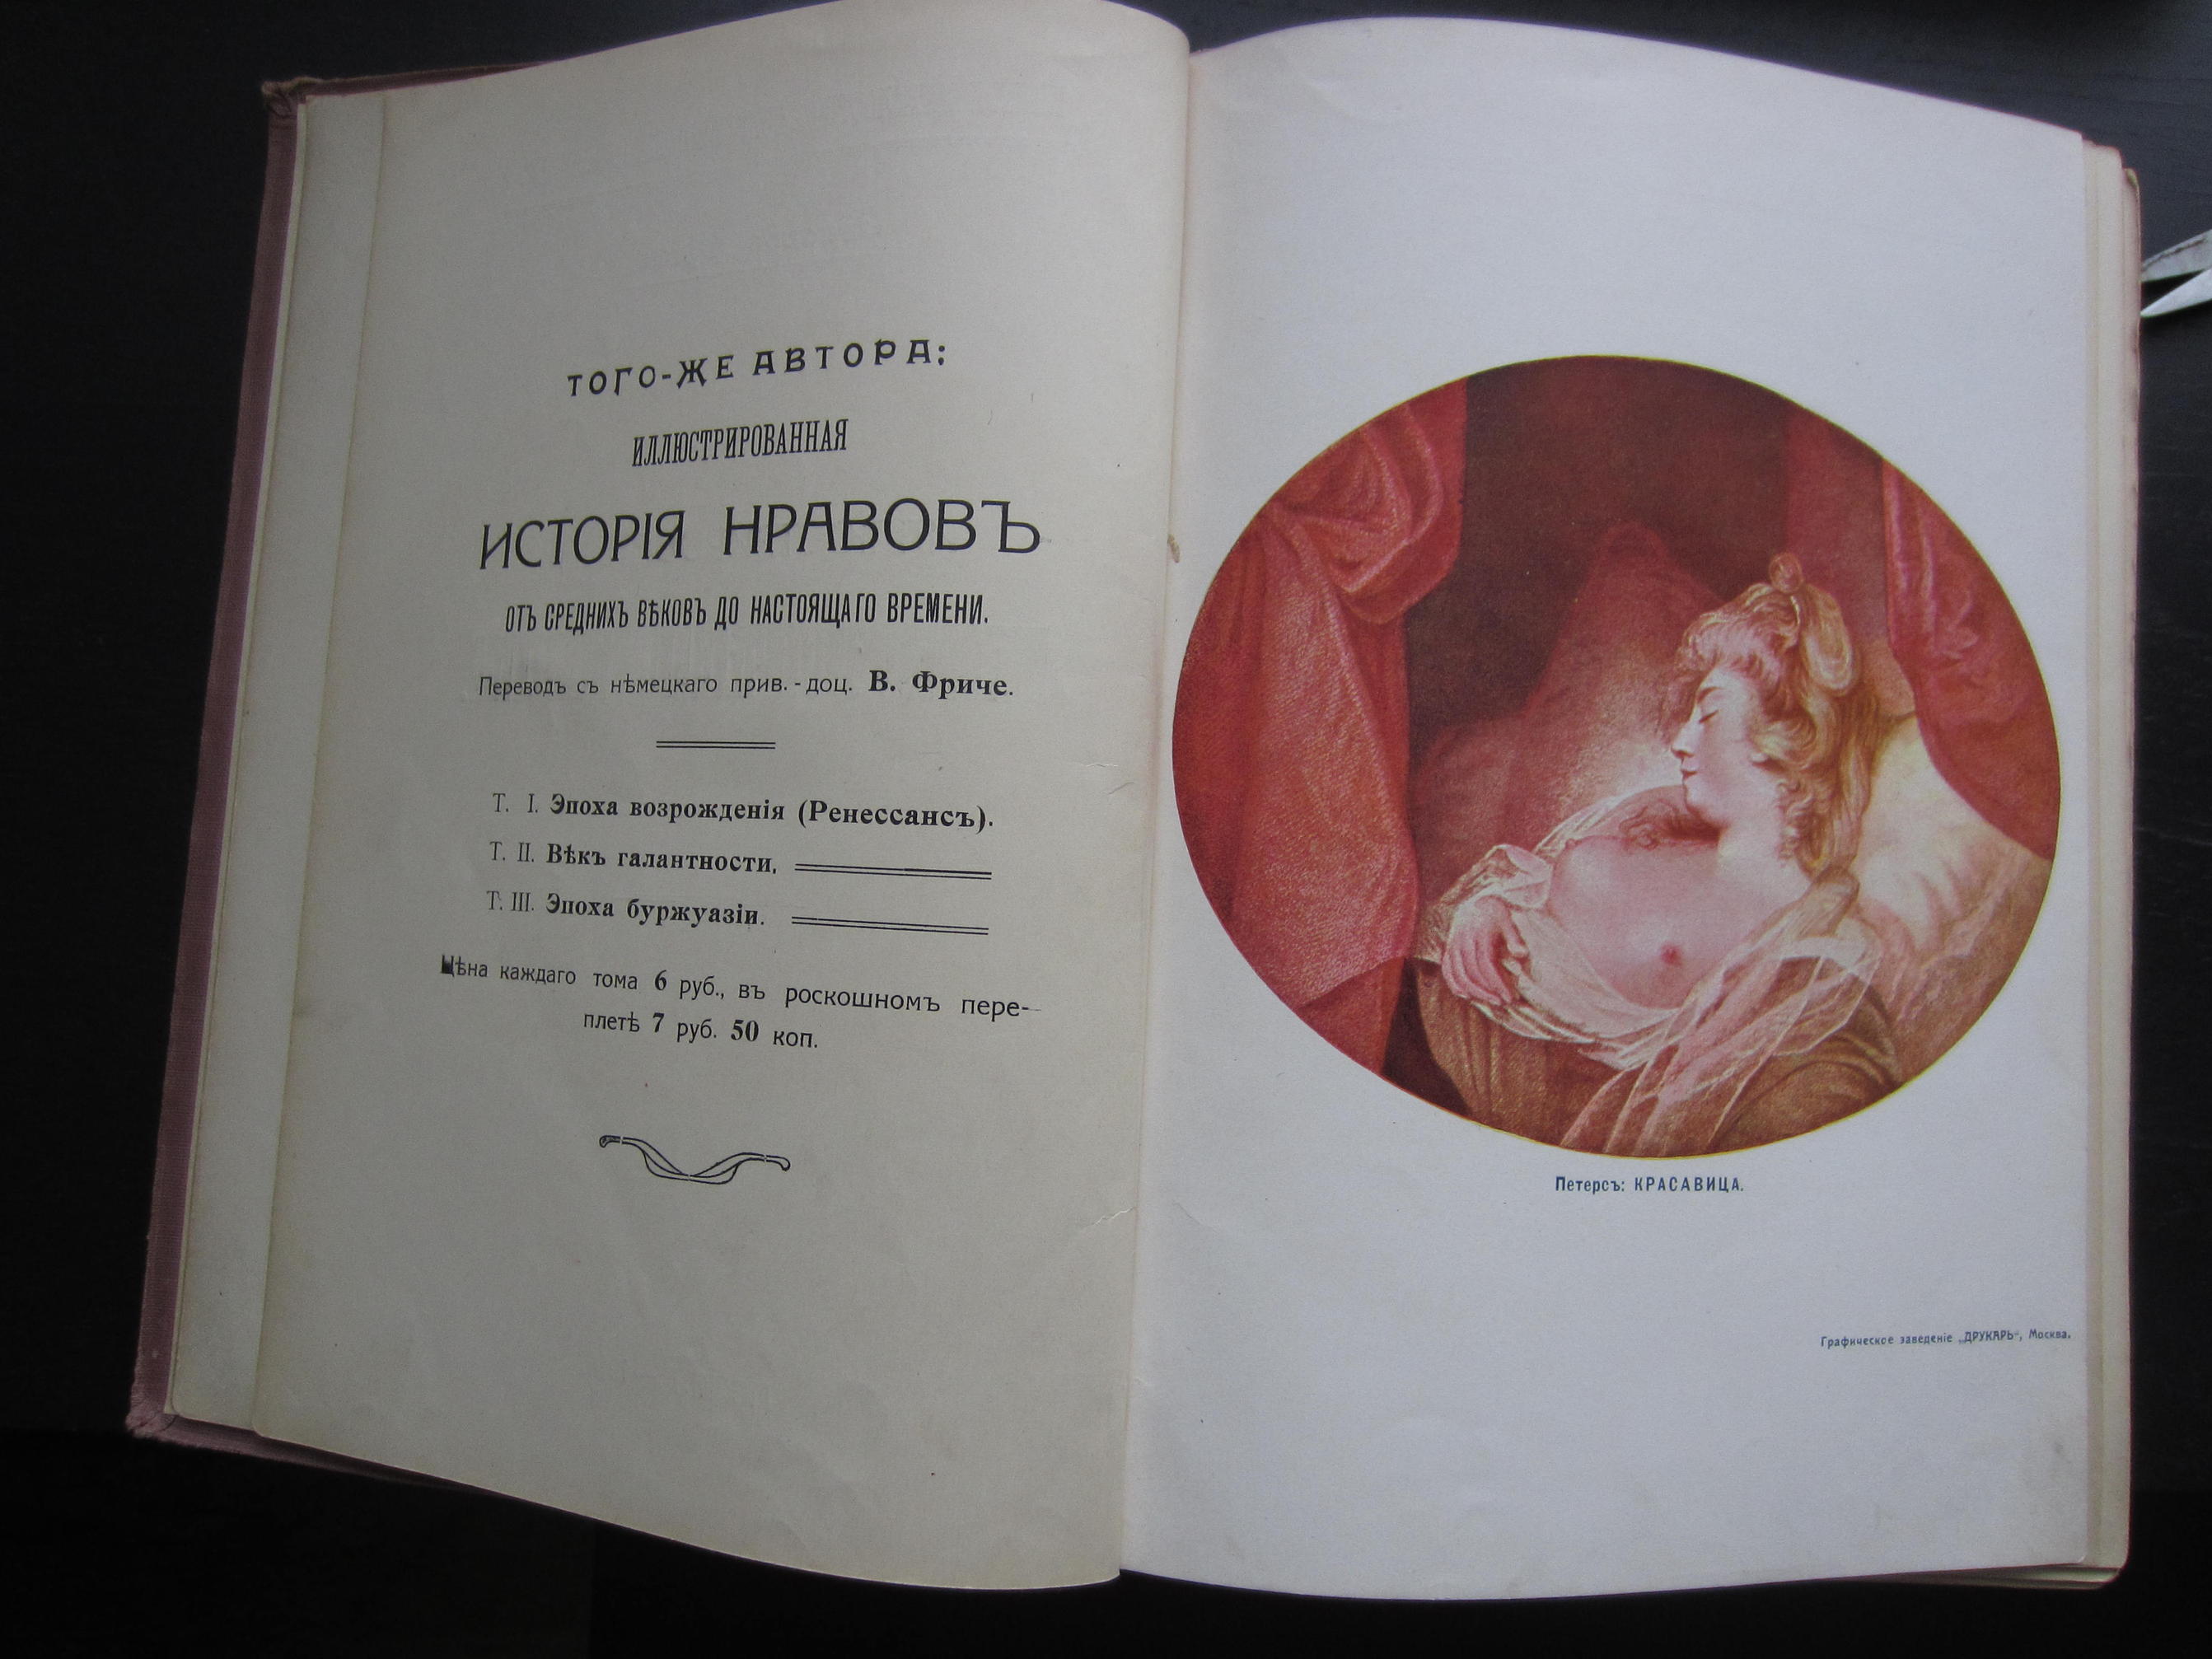 ТОГО-ЖЕ АВТОРА:
ИЛЛЮСТРИРОВАННАЯ
ИСТОРІЯ НРАВОВЪ
ОТЪ СРЕДНИХЪ ВѢКОВЪ ДО НАСТОЯЩАГО ВРЕМЕНИ.
Переводъ съ нѣмецкаго прив.-доц. В. Фриче.
Т. I. Эпоха возрожденія (Ренессансъ).
Т. II. Вѣкъ галантности.
Т. III. Эпоха буржуазіи.
Цѣна каждаго тома 6 руб., въ роскошномъ пере-
плетѣ 7 руб. 50 коп.
Петерсъ: КРАСАВИЦА.
Графическое заведеніе „ДРУКАРЬ“, Москва.